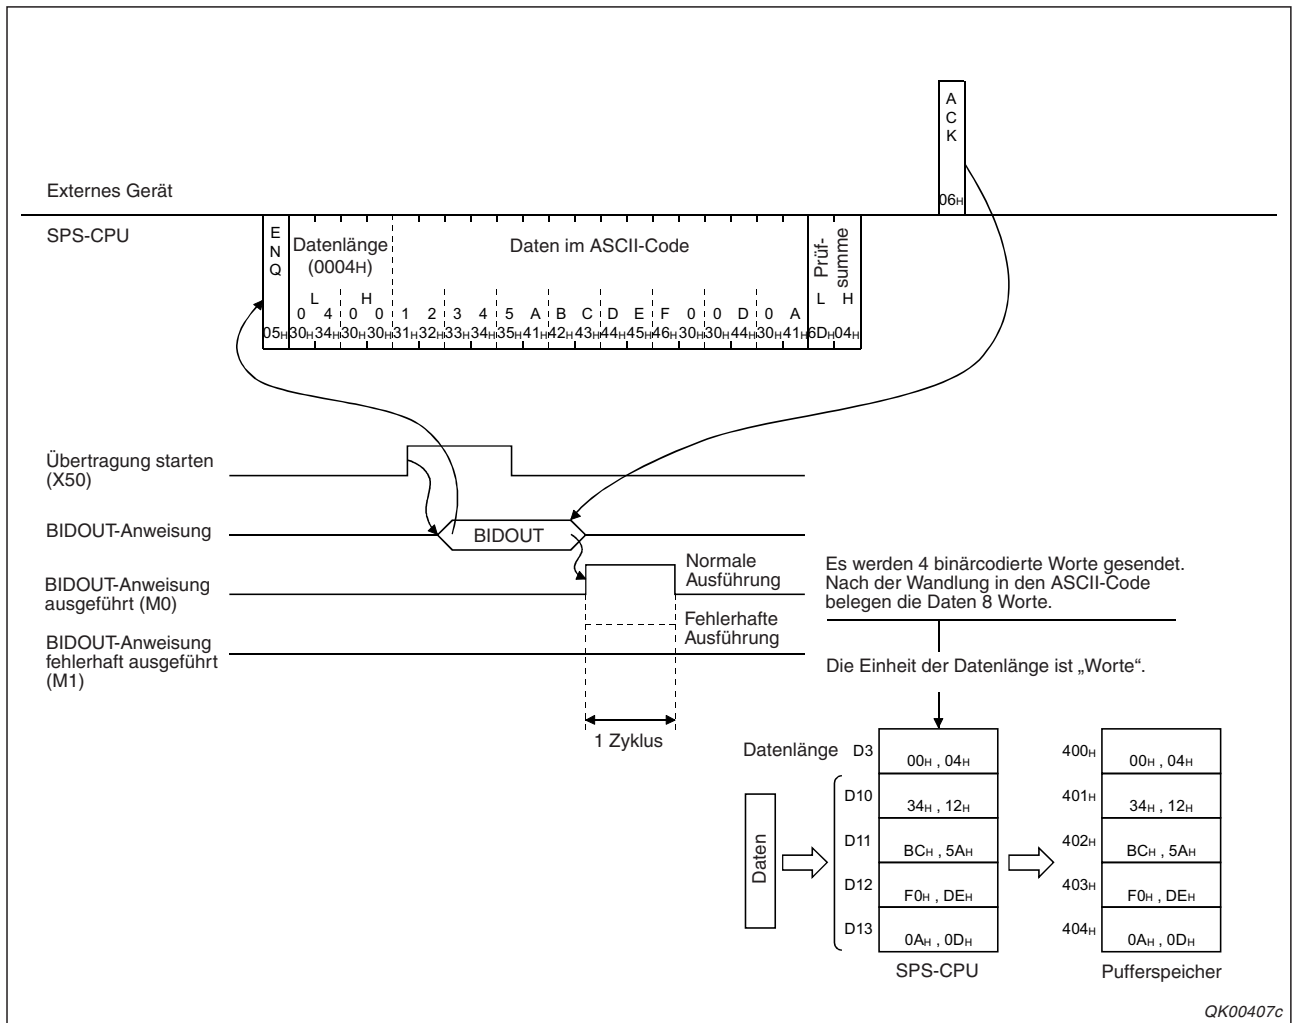 A
C
K
06H
Externes Gerät
SPS-CPU
E
N
Q
Datenlänge
(0004H)
Daten im ASCII-Code
Prüf-
summe
L H
L H
0 4 0 0 1 2 3 4 5 A B C D E F 0 0 D 0 A
05H 30H 34H 30H 30H 31H 32H 33H 34H 35H 41H 42H 43H 44H 45H 46H 30H 30H 44H 30H 41H 6DH 04H
Übertragung starten
(X50)
BIDOUT-Anweisung
BIDOUT
BIDOUT-Anweisung
ausgeführt (M0)
Normale
Ausführung
Fehlerhafte
Ausführung
BIDOUT-Anweisung
fehlerhaft ausgeführt
(M1)
1 Zyklus
Es werden 4 binärcodierte Worte gesendet.
Nach der Wandlung in den ASCII-Code
belegen die Daten 8 Worte.
Die Einheit der Datenlänge ist „Worte“.
Datenlänge D3 00H , 04H 400H 00H , 04H
D10 34H , 12H 401H 34H , 12H
D11 BCH , 5AH 402H BCH , 5AH
D12 F0H , DEH 403H F0H , DEH
D13 0AH , 0DH 404H 0AH , 0DH
Daten
SPS-CPU Pufferspeicher
QK00407c